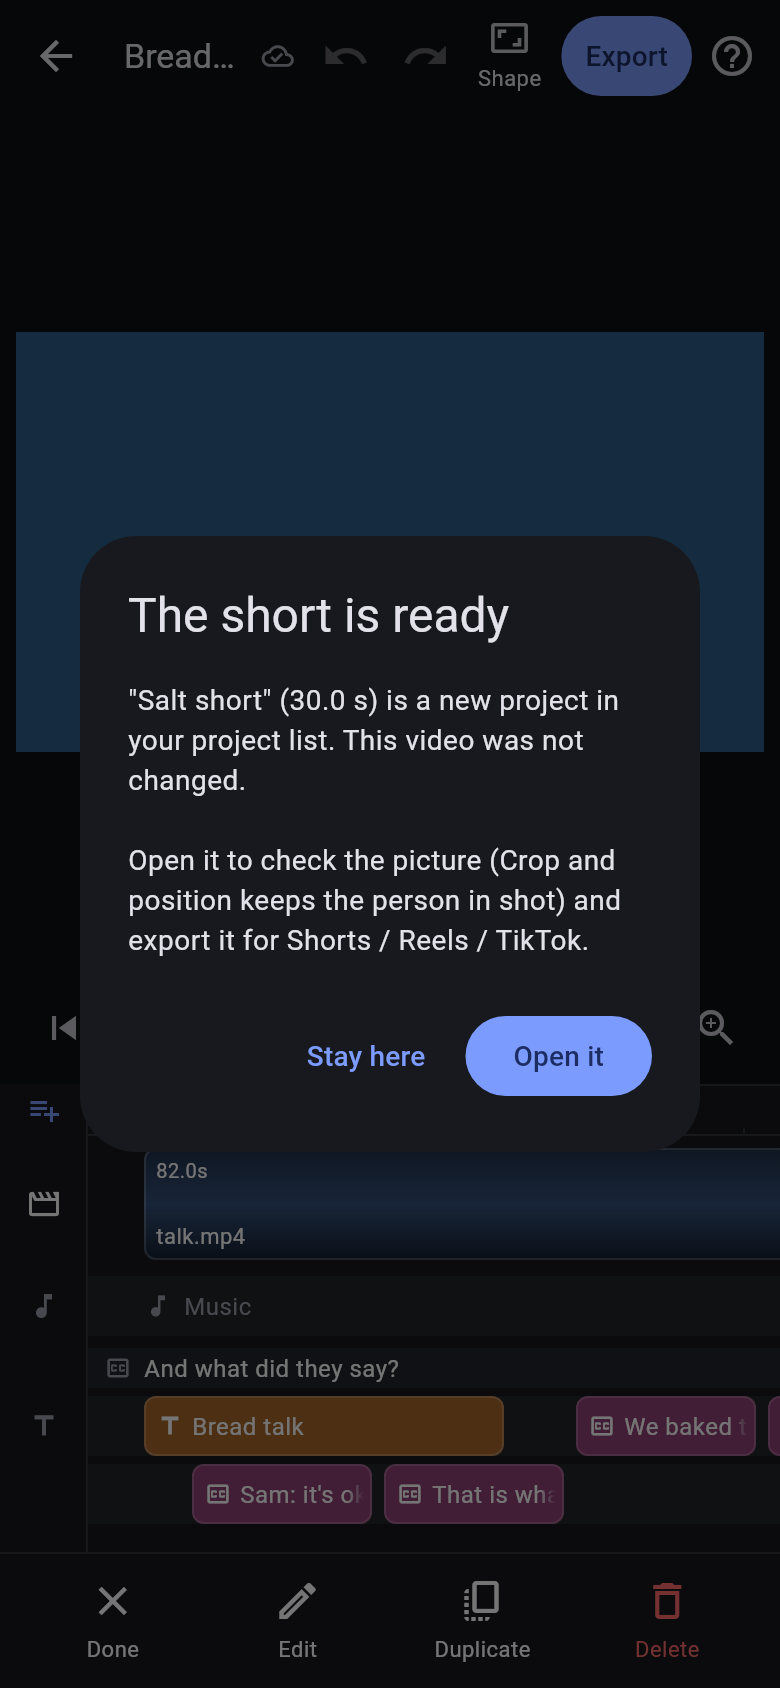 Bread...
Shape
Export
The short is ready
"Salt short" (30.0 s) is a new project in
your project list. This video was not
changed.
Open it to check the picture (Crop and
position keeps the person in shot) and
export it for Shorts / Reels / TikTok.
Stay here
Open it
82.0s
talk.mp4
Music
And what did they say?
Bread talk
We baked t
Sam: it's ok
That is wha
Done
Edit
Duplicate
Delete